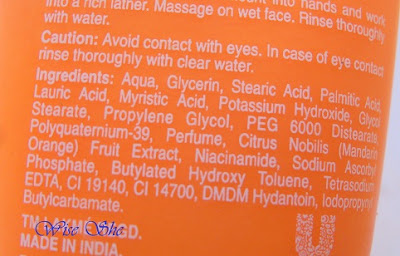 into hands and work
into a rich lather. Massage on wet face. Rinse thoroughly
with water.
Caution: Avoid contact with eyes. In case of eye contact
rinse thoroughly with clear water.
Ingredients: Aqua, Glycerin, Stearic Acid, Palmitic Acid,
Lauric Acid, Myristic Acid, Potassium Hydroxide, Glycol
Stearate, Propylene Glycol, PEG 6000 Distearate,
Polyquaternium-39, Perfume, Citrus Nobilis (Mandarin
Orange) Fruit Extract, Niacinamide, Sodium Ascorbyl
Phosphate, Butylated Hydroxy Toluene, Tetrasodium
EDTA, CI 19140, CI 14700, DMDM Hydantoin, Iodopropynyl
Butylcarbamate.
Wise She
MADE IN INDIA.